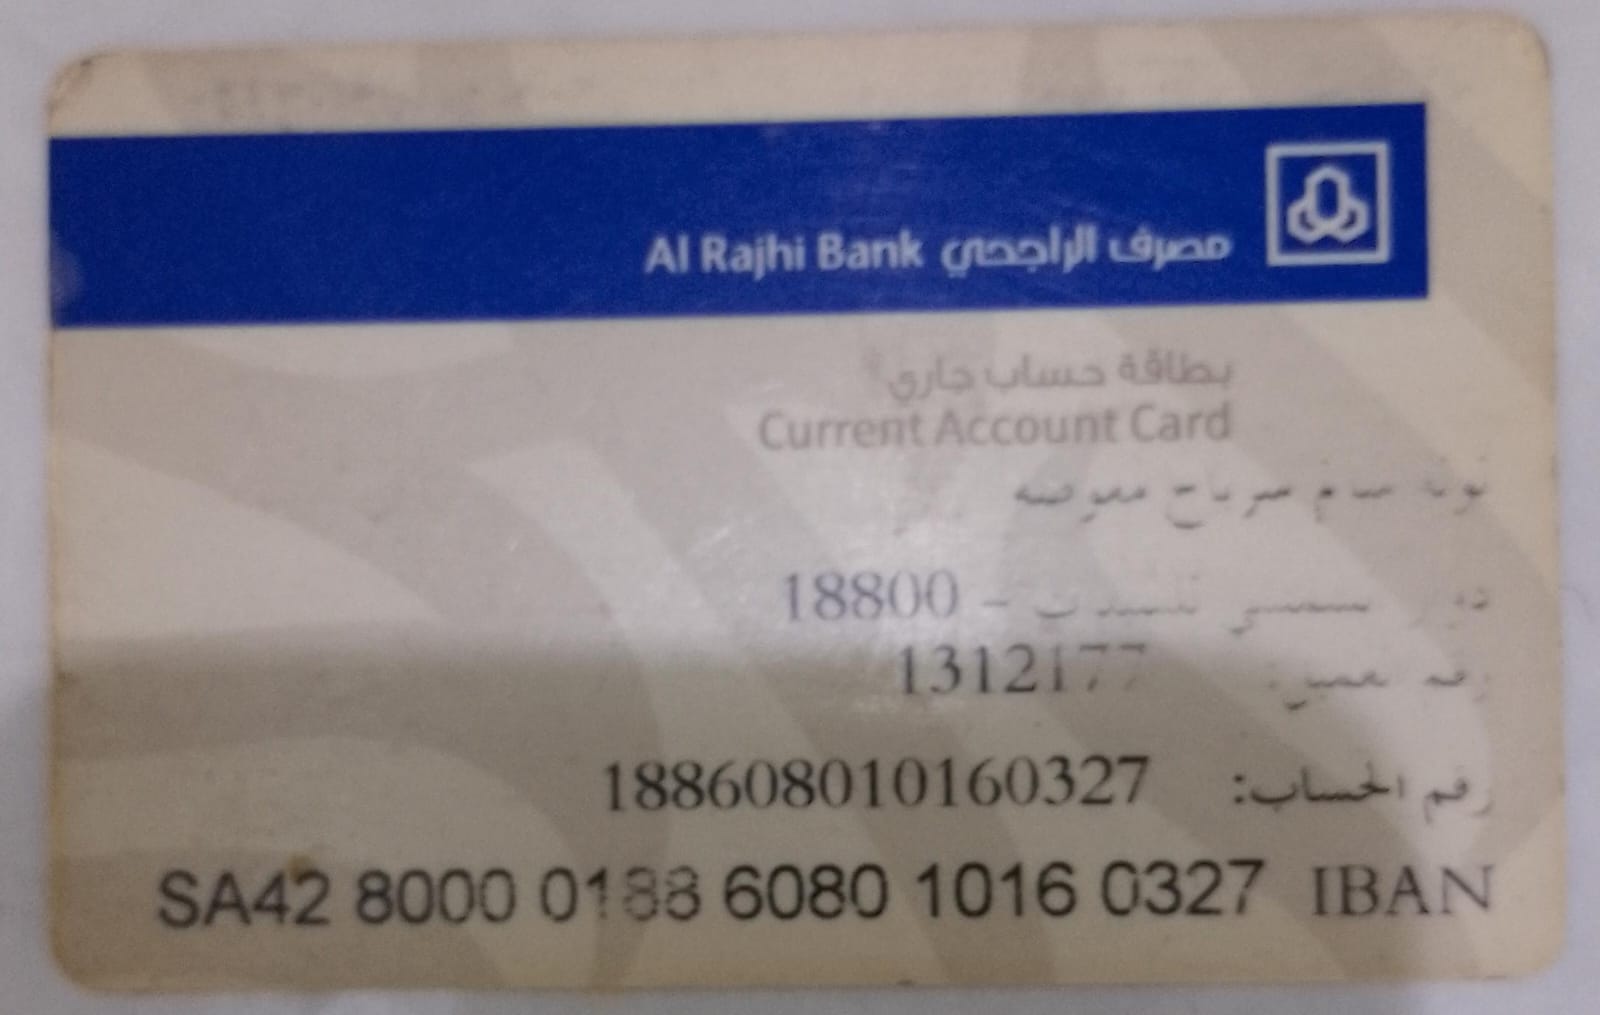 مصرف الراجحي Al Rajhi Bank
بطاقة حساب جاري
Current Account Card
18800 -
1312177
رقم الحساب: 188608010160327
SA42 8000 0188 6080 1016 0327 IBAN